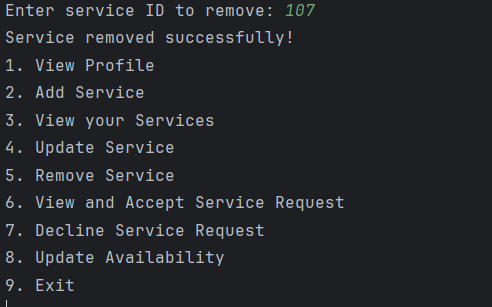 Enter service ID to remove: 107
Service removed successfully!
1. View Profile
2. Add Service
3. View your Services
4. Update Service
5. Remove Service
6. View and Accept Service Request
7. Decline Service Request
8. Update Availability
9. Exit